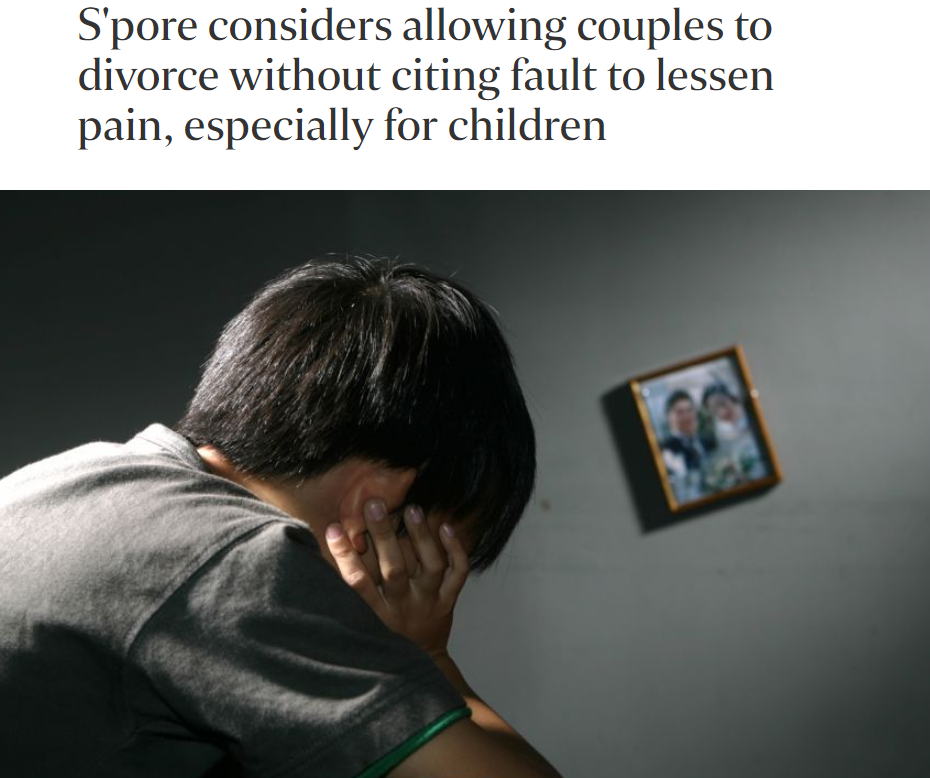 S'pore considers allowing couples to
divorce without citing fault to lessen
pain, especially for children